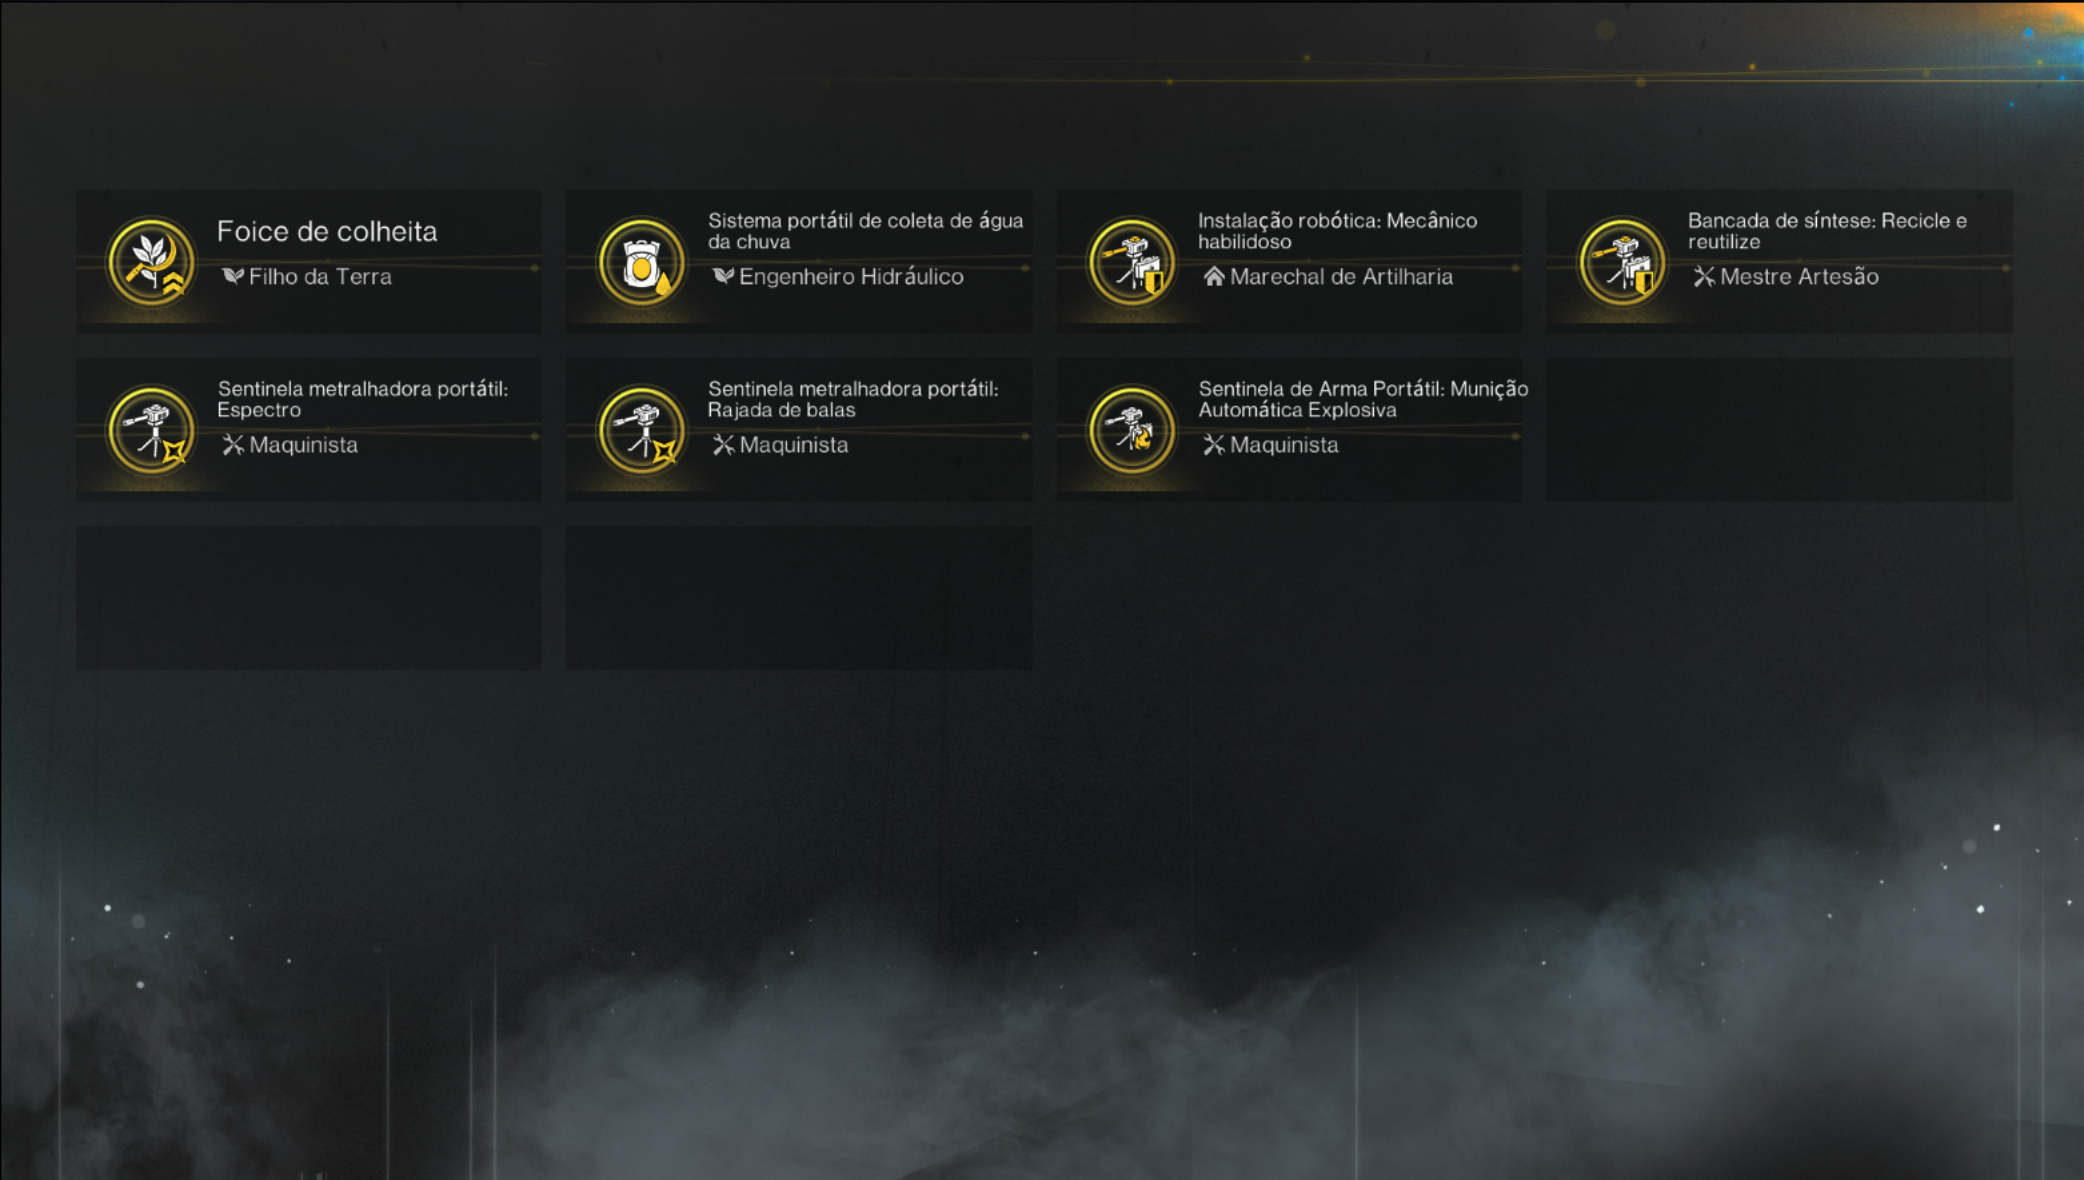 Foice de colheita
Filho da Terra
Sistema portátil de coleta de água
da chuva
Engenheiro Hidráulico
Instalação robótica: Mecânico
habilidoso
Marechal de Artilharia
Bancada de síntese: Recicle e
reutilize
Mestre Artesão
Sentinela metralhadora portátil:
Espectro
Maquinista
Sentinela metralhadora portátil:
Rajada de balas
Maquinista
Sentinela de Arma Portátil: Munição
Automática Explosiva
Maquinista